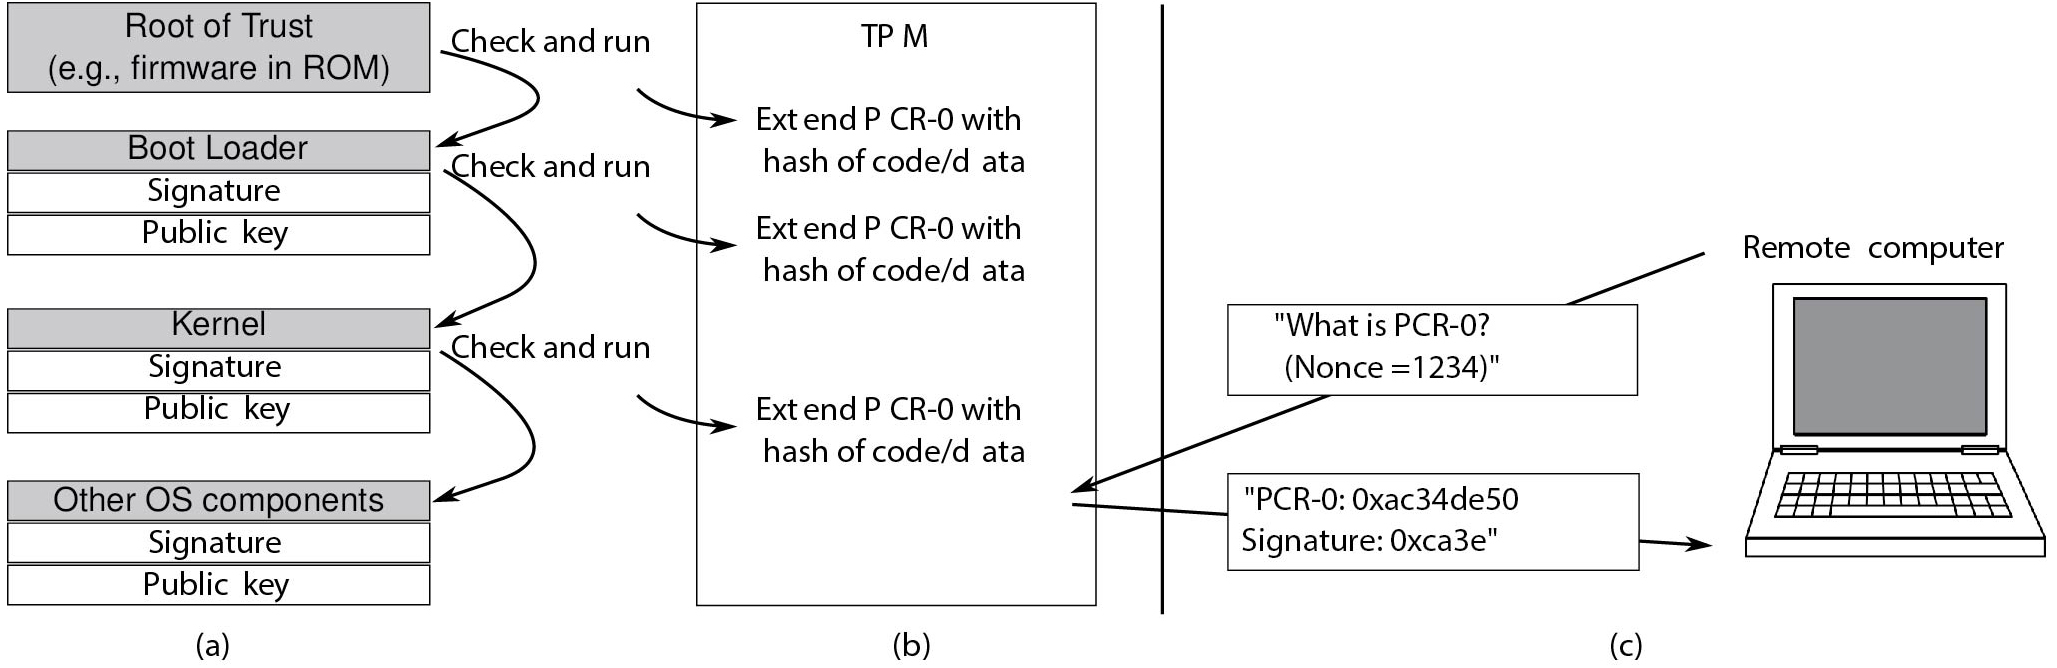 Root of Trust
(e.g., firmware in ROM)
Boot Loader
Signature
Public key
Kernel
Signature
Public key
Other OS components
Signature
Public key
(a)
Check and run
Check and run
Check and run
TP M
Ext end P CR-0 with
hash of code/d ata
Ext end P CR-0 with
hash of code/d ata
Ext end P CR-0 with
hash of code/d ata
(b)
Remote computer
"What is PCR-0?
(Nonce =1234)"
"PCR-0: 0xac34de50
Signature: 0xca3e"
(c)